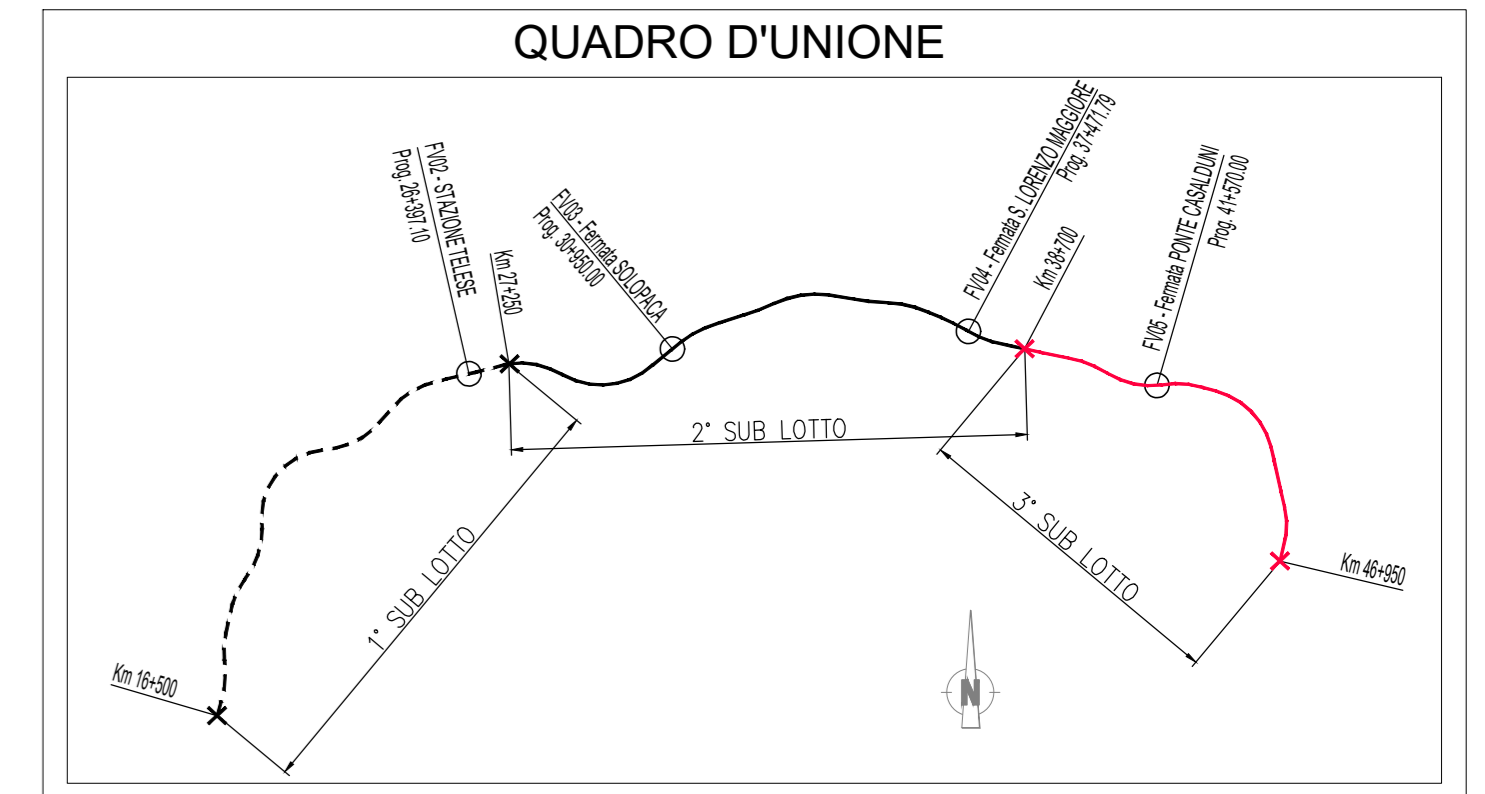 QUADRO D'UNIONE
FV02 - STAZIONE TELESE
Prog. 26+397.10
Km 27+250
FV03 - Fermata SOLOPACA
Prog. 30+950.00
FV04 - Fermata S. LORENZO MAGGIORE
Prog. 37+471.79
Km 38+700
FV05 - Fermata PONTE CASALDUNI
Prog. 41+570.00
2° SUB LOTTO
1° SUB LOTTO
3° SUB LOTTO
Km 46+950
Km 16+500
N